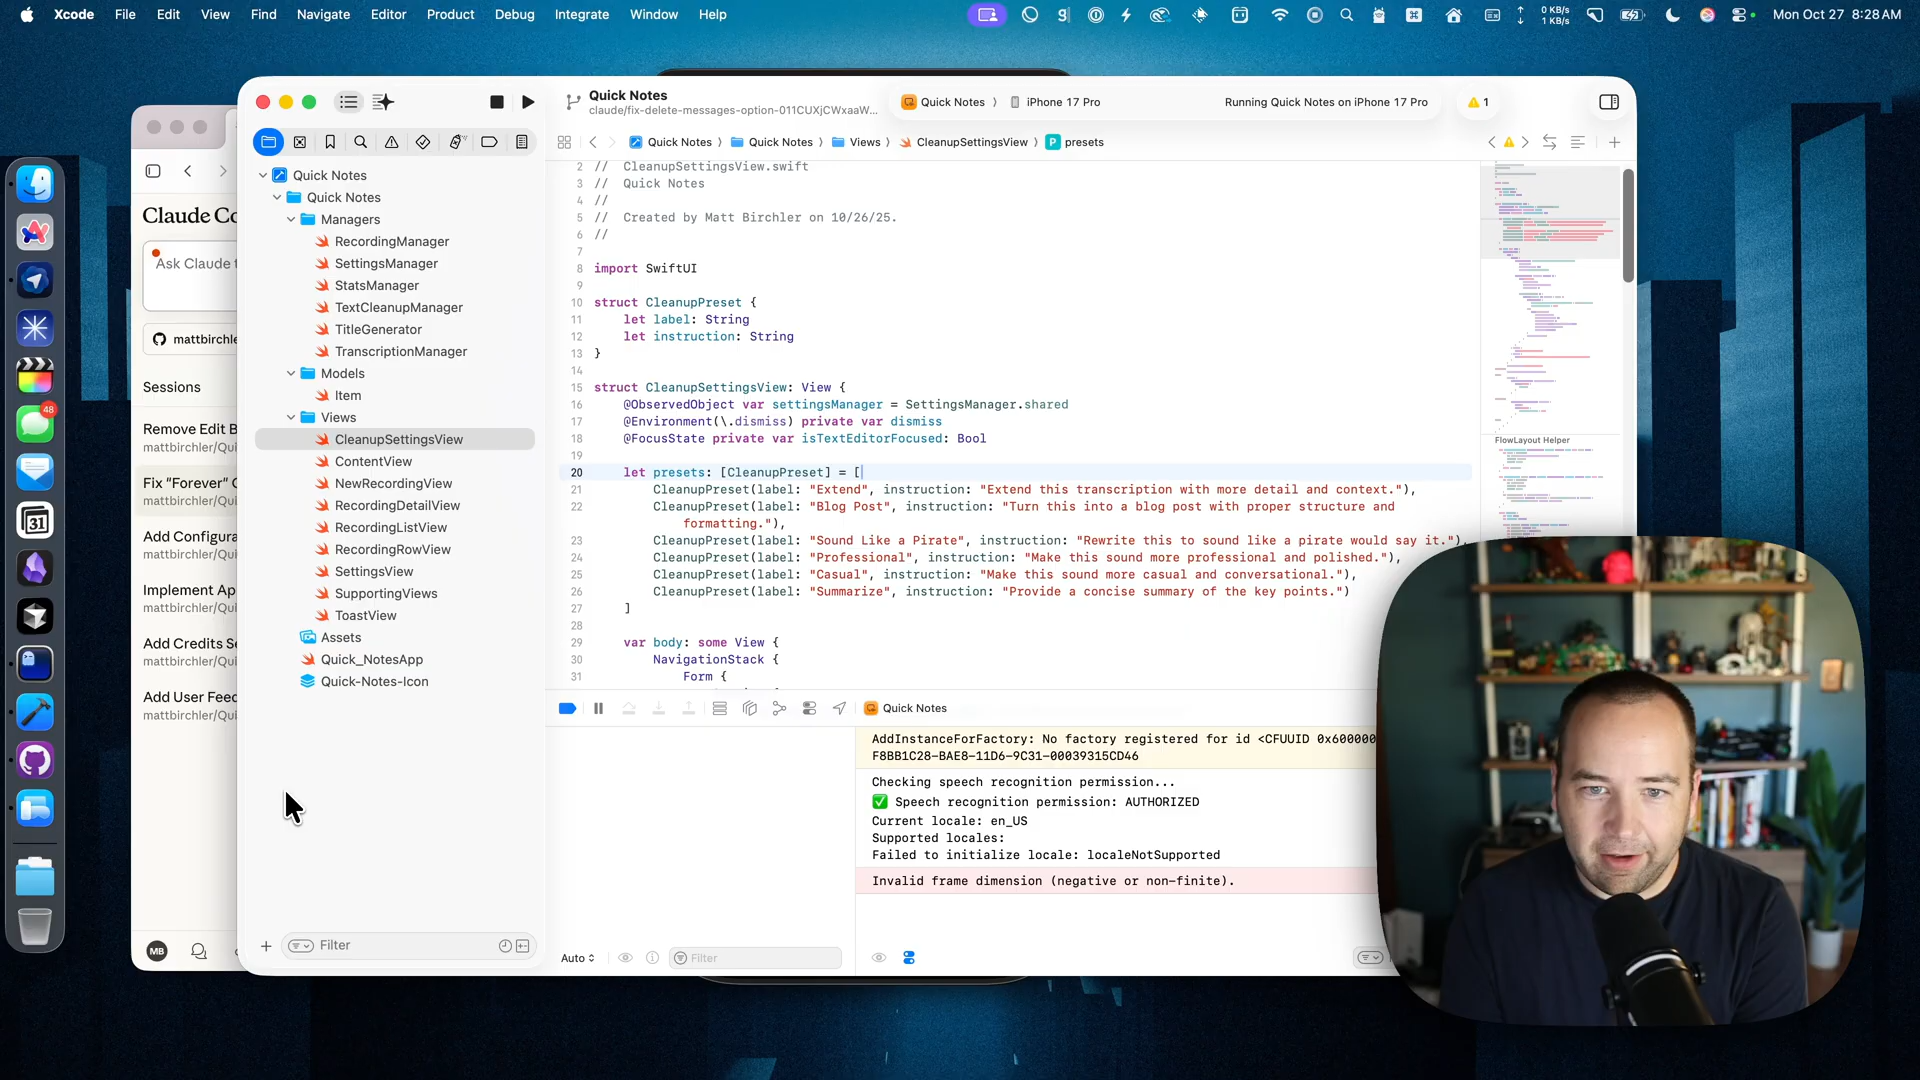 Xcode File Edit View Find Navigate Editor Product Debug Integrate Window Help
0 KB/s
1 KB/s
Mon Oct 27 8:28 AM
Claude Co
Ask Claude t
mattbirchle
Sessions
Remove Edit B
mattbirchler/Qui
Fix "Forever" C
mattbirchler/Qui
Add Configura
mattbirchler/Qui
Implement Ap
mattbirchler/Qui
Add Credits Se
mattbirchler/Qui
Add User Feed
mattbirchler/Qui
MB
48
31
Quick Notes
claude/fix-delete-messages-option-011CUXjCWxaaW...
Quick Notes
iPhone 17 Pro
Running Quick Notes on iPhone 17 Pro
1
Quick Notes
Quick Notes
Managers
RecordingManager
SettingsManager
StatsManager
TextCleanupManager
TitleGenerator
TranscriptionManager
Models
Item
Views
CleanupSettingsView
ContentView
NewRecordingView
RecordingDetailView
RecordingListView
RecordingRowView
SettingsView
SupportingViews
ToastView
Assets
Quick_NotesApp
Quick-Notes-Icon
Filter
Quick Notes Quick Notes Views CleanupSettingsView P presets
2 // CleanupSettingsView.swift
3 // Quick Notes
4 //
5 // Created by Matt Birchler on 10/26/25.
6 //
7
8 import SwiftUI
9
10 struct CleanupPreset {
11 let label: String
12 let instruction: String
13 }
14
15 struct CleanupSettingsView: View {
16 @ObservedObject var settingsManager = SettingsManager.shared
17 @Environment(\.dismiss) private var dismiss
18 @FocusState private var isTextEditorFocused: Bool
19
20 let presets: [CleanupPreset] = [
21 CleanupPreset(label: "Extend", instruction: "Extend this transcription with more detail and context."),
22 CleanupPreset(label: "Blog Post", instruction: "Turn this into a blog post with proper structure and
formatting."),
23 CleanupPreset(label: "Sound Like a Pirate", instruction: "Rewrite this to sound like a pirate would say it."),
24 CleanupPreset(label: "Professional", instruction: "Make this sound more professional and polished."),
25 CleanupPreset(label: "Casual", instruction: "Make this sound more casual and conversational."),
26 CleanupPreset(label: "Summarize", instruction: "Provide a concise summary of the key points.")
27 ]
28
29 var body: some View {
30 NavigationStack {
31 Form {
FlowLayout Helper
Quick Notes
AddInstanceForFactory: No factory registered for id <CFUUID 0x600000
F8BB1C28-BAE8-11D6-9C31-00039315CD46
Checking speech recognition permission...
✅ Speech recognition permission: AUTHORIZED
Current locale: en_US
Supported locales:
Failed to initialize locale: localeNotSupported
Invalid frame dimension (negative or non-finite).
Auto
Filter